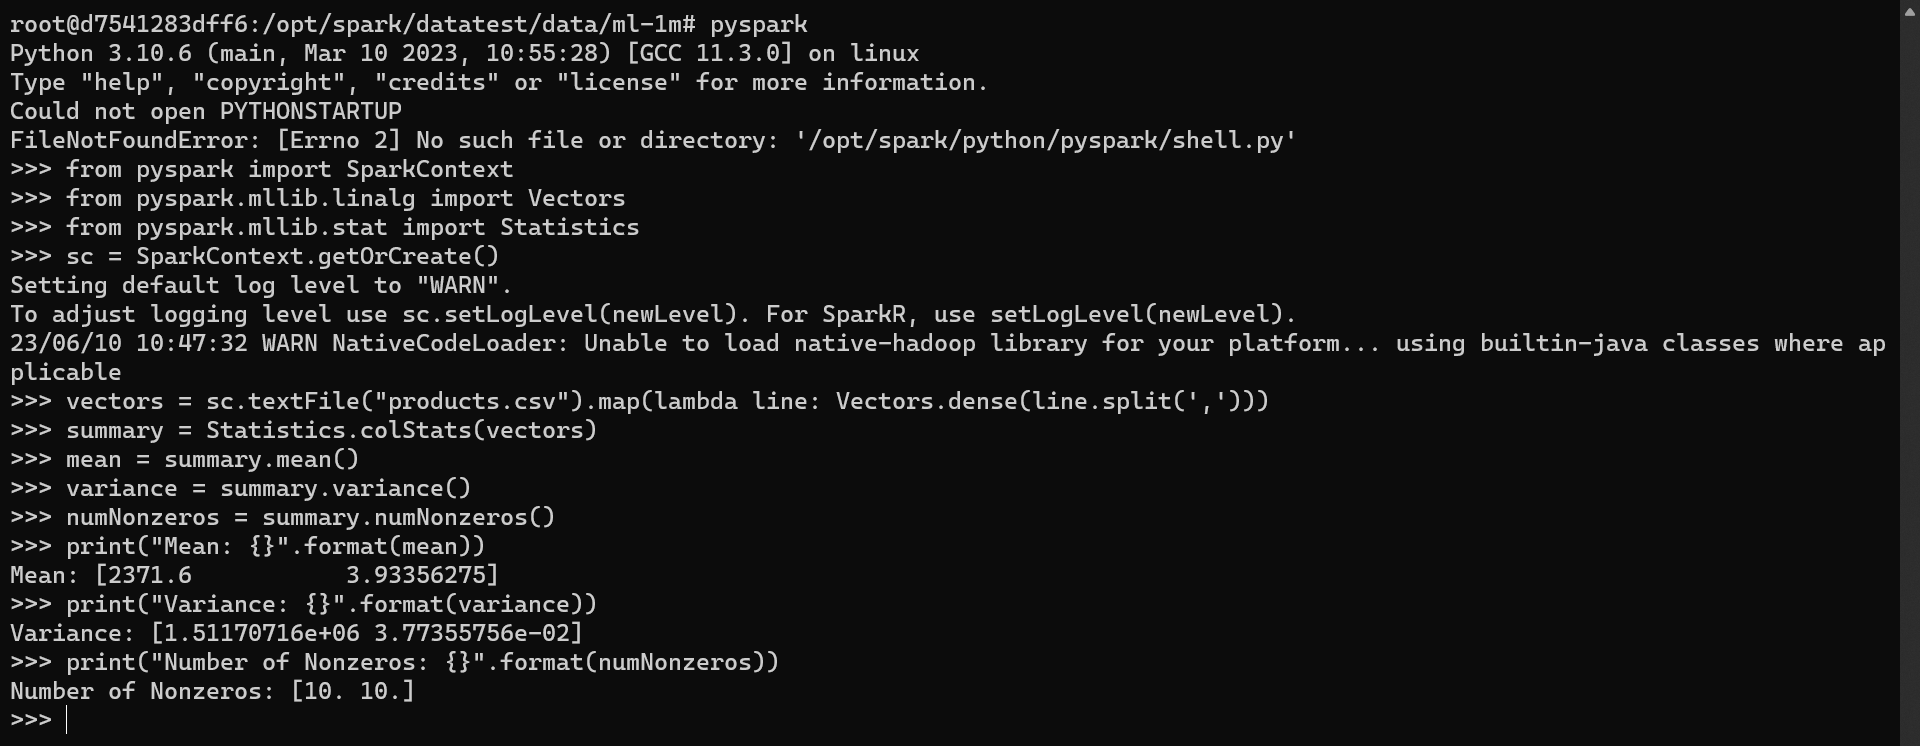 root@d7541283dff6:/opt/spark/datatest/data/ml-1m# pyspark
Python 3.10.6 (main, Mar 10 2023, 10:55:28) [GCC 11.3.0] on linux
Type "help", "copyright", "credits" or "license" for more information.
Could not open PYTHONSTARTUP
FileNotFoundError: [Errno 2] No such file or directory: '/opt/spark/python/pyspark/shell.py'
>>> from pyspark import SparkContext
>>> from pyspark.mllib.linalg import Vectors
>>> from pyspark.mllib.stat import Statistics
>>> sc = SparkContext.getOrCreate()
Setting default log level to "WARN".
To adjust logging level use sc.setLogLevel(newLevel). For SparkR, use setLogLevel(newLevel).
23/06/10 10:47:32 WARN NativeCodeLoader: Unable to load native-hadoop library for your platform... using builtin-java classes where ap
plicable
>>> vectors = sc.textFile("products.csv").map(lambda line: Vectors.dense(line.split(',')))
>>> summary = Statistics.colStats(vectors)
>>> mean = summary.mean()
>>> variance = summary.variance()
>>> numNonzeros = summary.numNonzeros()
>>> print("Mean: {}".format(mean))
Mean: [2371.6           3.93356275]
>>> print("Variance: {}".format(variance))
Variance: [1.51170716e+06 3.77355756e-02]
>>> print("Number of Nonzeros: {}".format(numNonzeros))
Number of Nonzeros: [10. 10.]
>>>